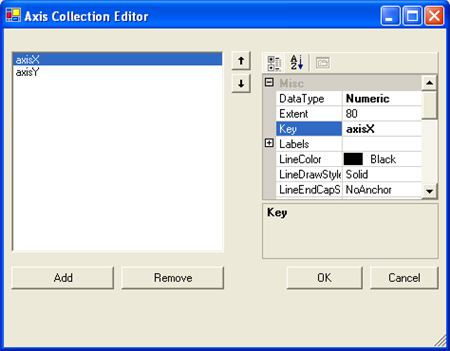 Axis Collection Editor
axisX
axisY
Misc
DataType Numeric
Extent 80
Key axisX
Labels
LineColor Black
LineDrawStyle Solid
LineEndCapS NoAnchor
Key
Add Remove OK Cancel